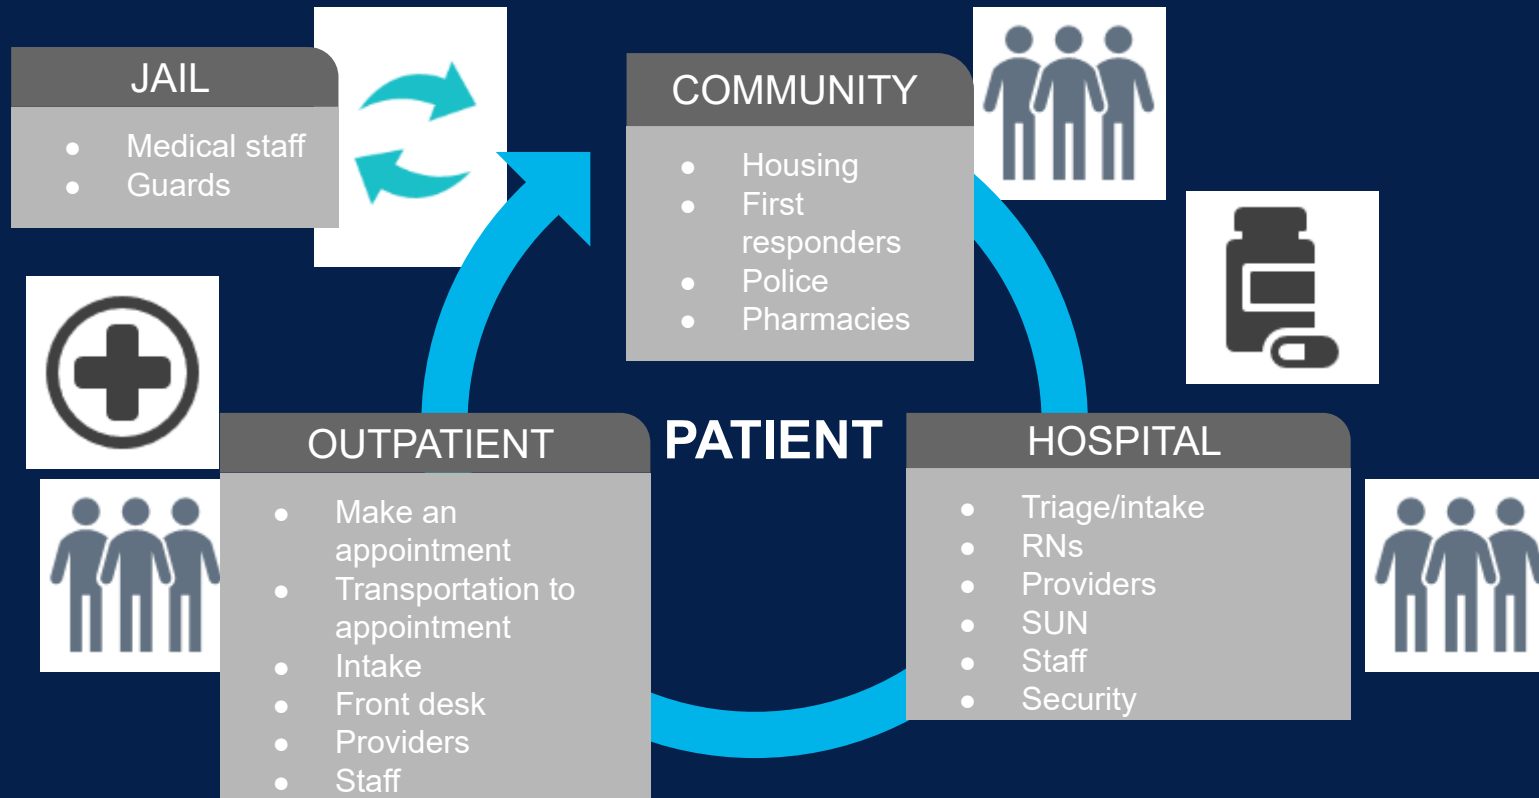 JAIL
● Medical staff
● Guards
COMMUNITY
● Housing
● First
responders
● Police
● Pharmacies
PATIENT
OUTPATIENT
● Make an
appointment
● Transportation to
appointment
● Intake
● Front desk
● Providers
● Staff
HOSPITAL
● Triage/intake
● RNs
● Providers
● SUN
● Staff
● Security